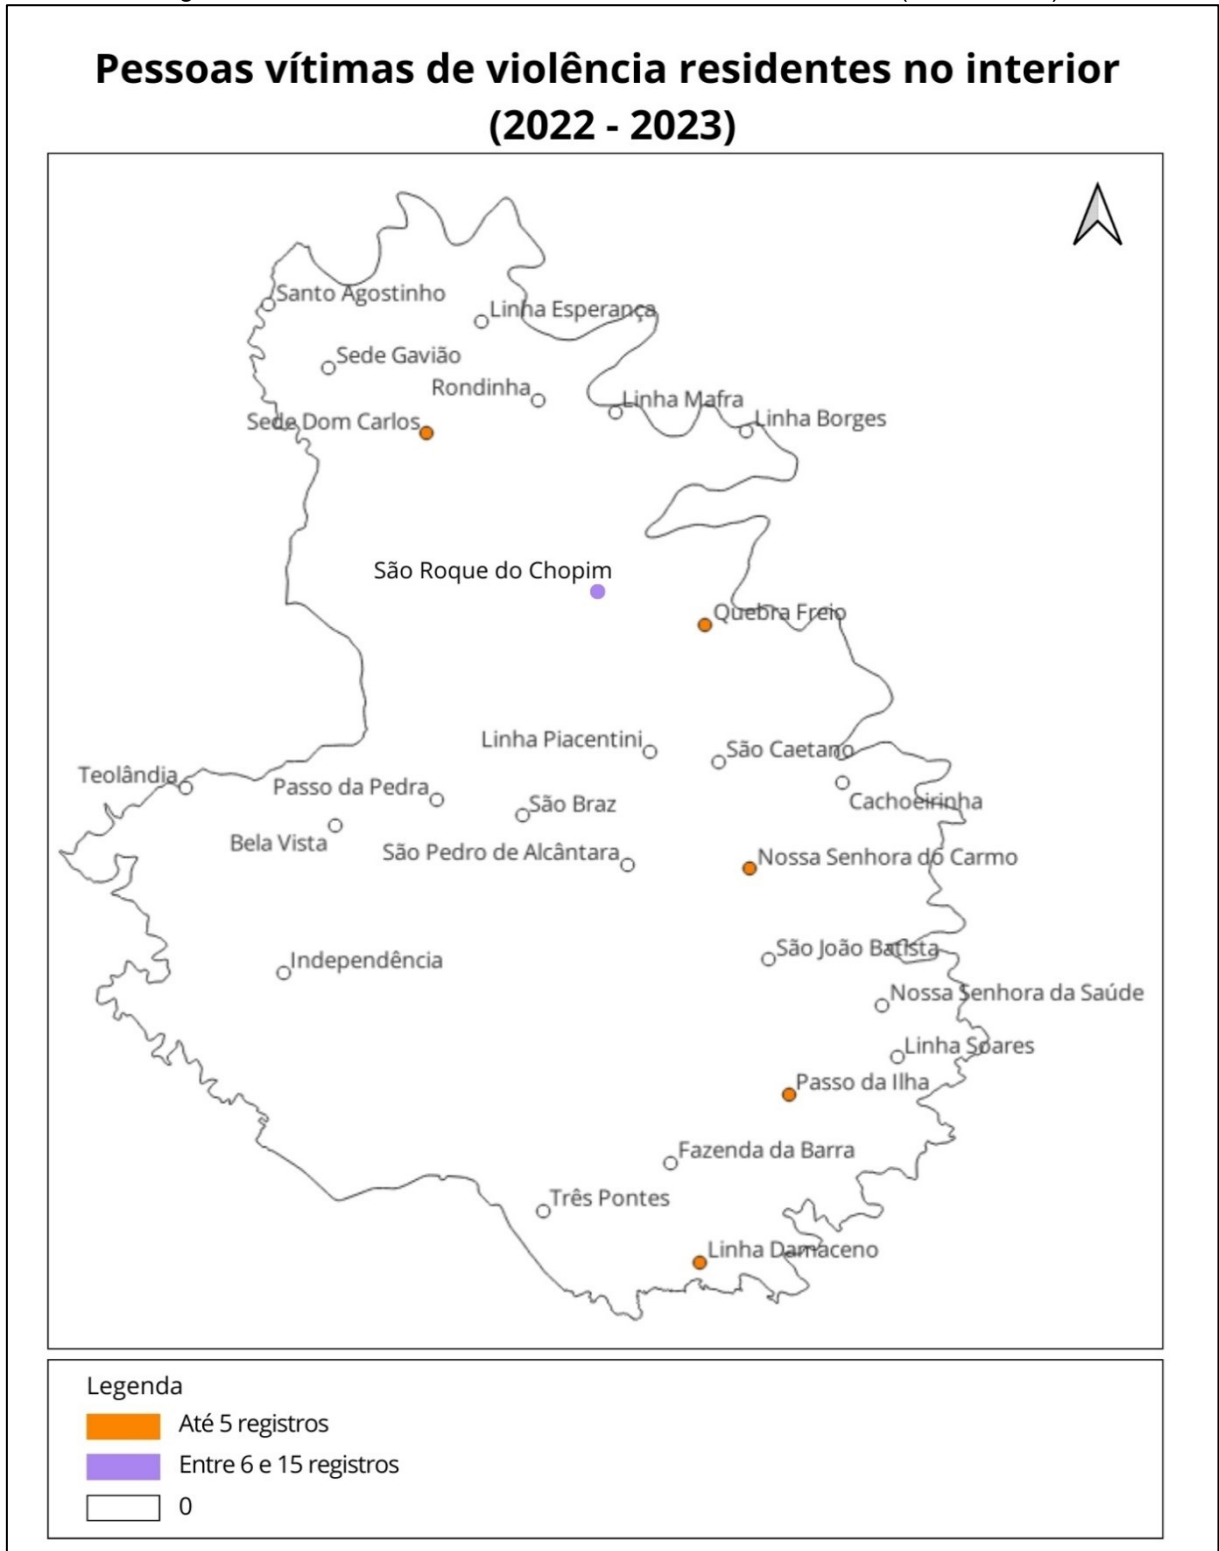 Pessoas vítimas de violência residentes no interior
(2022 - 2023)
Santo Agostinho
Linha Esperança
Sede Gavião
Rondinha
Linha Mafra
Linha Borges
Sede Dom Carlos
São Roque do Chopim
Quebra Freio
Linha Piacentini
São Caetano
Teolândia
Passo da Pedra
São Braz
Cachoeirinha
Bela Vista
São Pedro de Alcântara
Nossa Senhora do Carmo
São João Batista
Independência
Nossa Senhora da Saúde
Linha Soares
Passo da Ilha
Fazenda da Barra
Três Pontes
Linha Damaceno
Legenda
Até 5 registros
Entre 6 e 15 registros
0